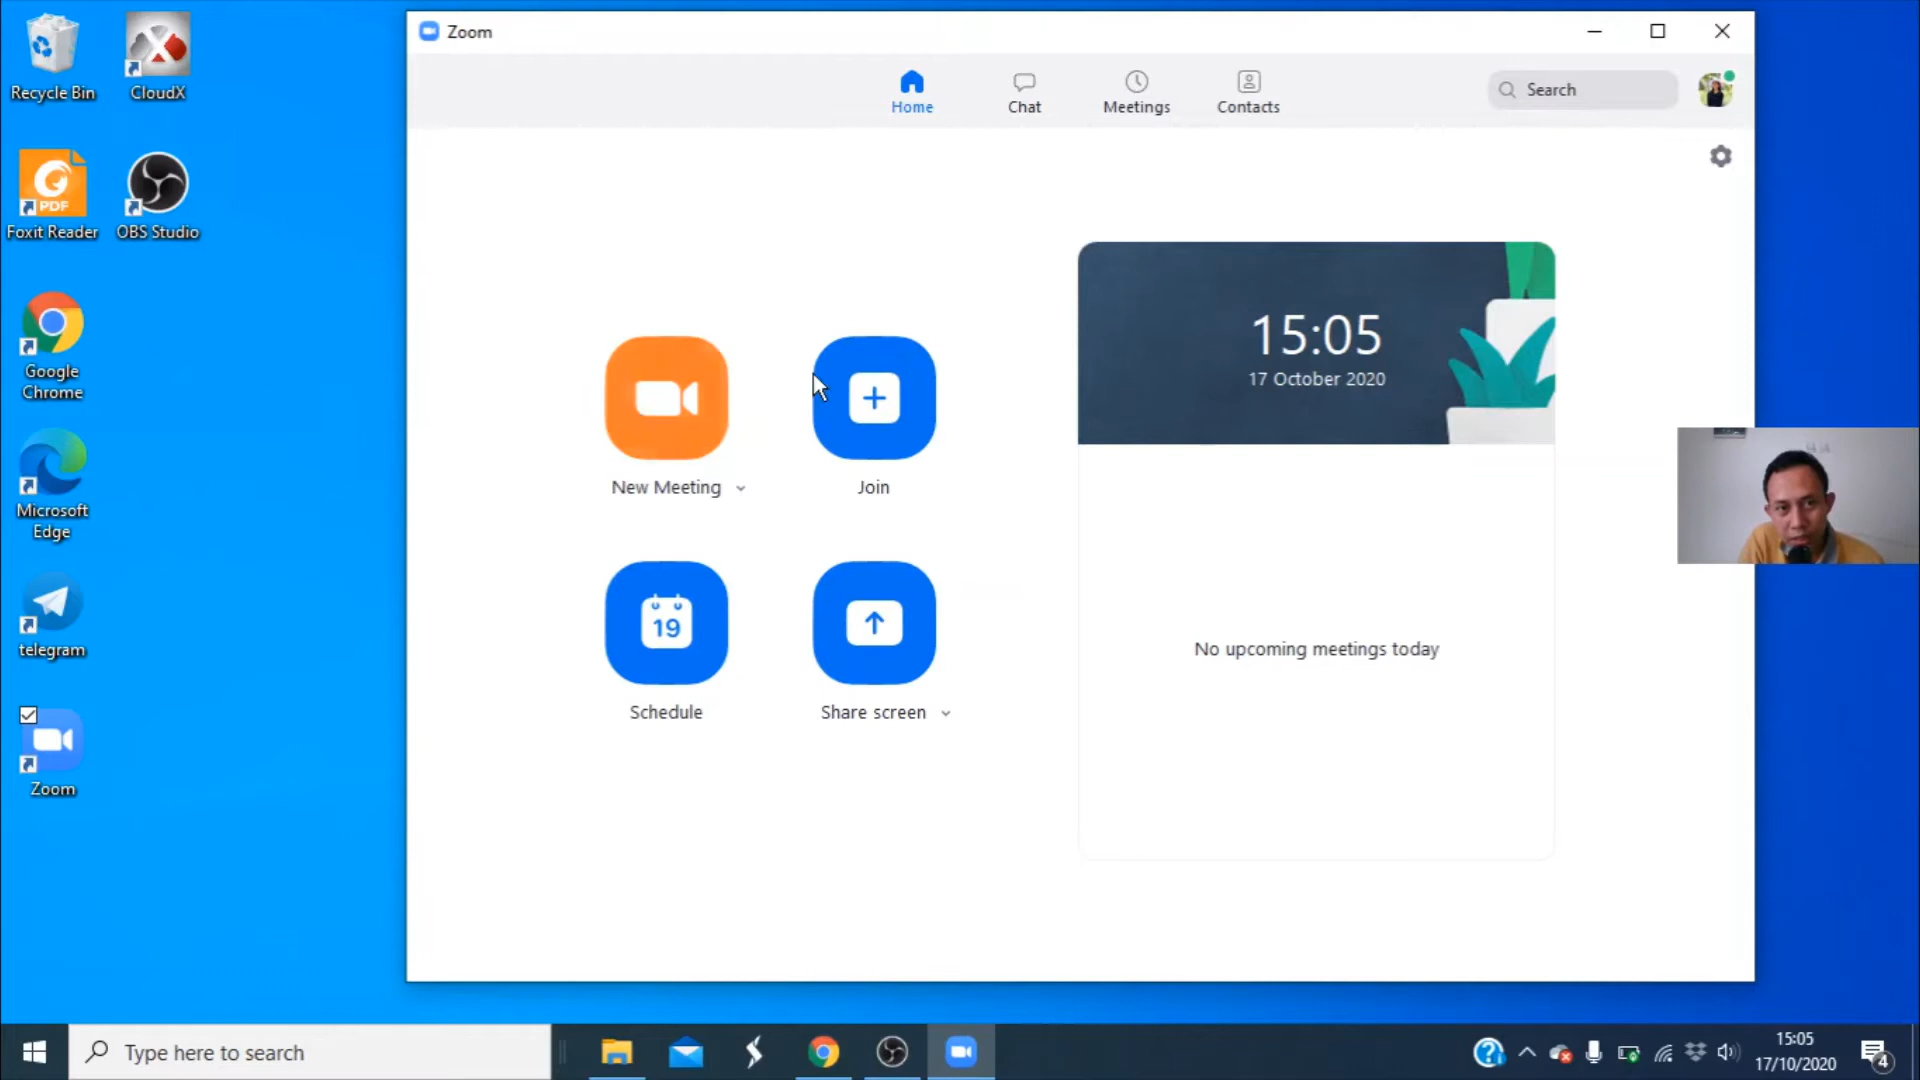 Recycle Bin
CloudX
PDF
Foxit Reader
OBS Studio
Google
Chrome
Microsoft
Edge
telegram
Zoom
Zoom
Home
Chat
Meetings
Contacts
Search
New Meeting
Join
19
Schedule
Share screen
15:05
17 October 2020
No upcoming meetings today
Type here to search
15:05
17/10/2020
4